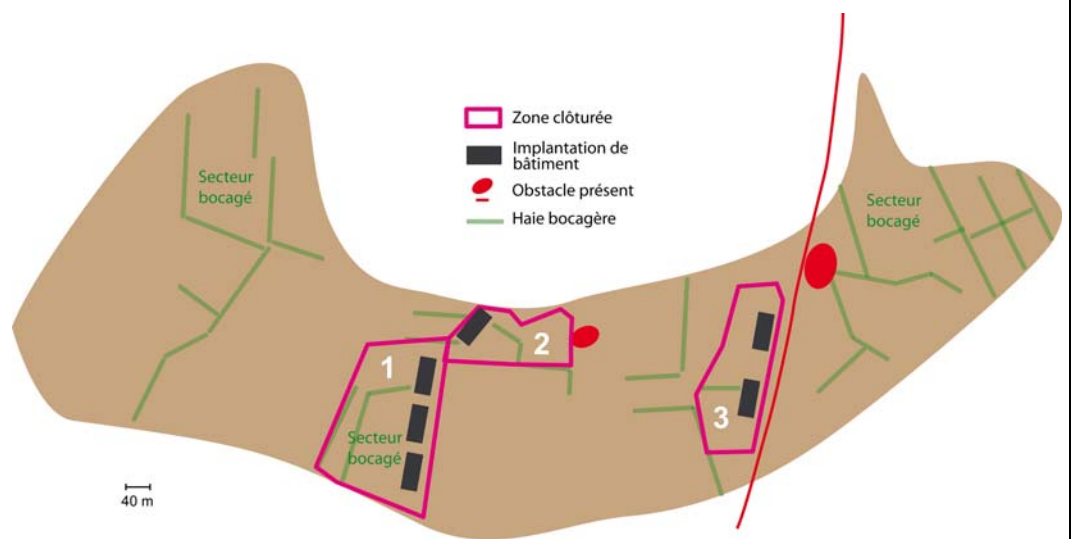 Zone clôturée
Implantation de
bâtiment
Obstacle présent
Haie bocagère
Secteur
bocagé
Secteur
bocagé
1
2
3
Secteur
bocagé
40 m